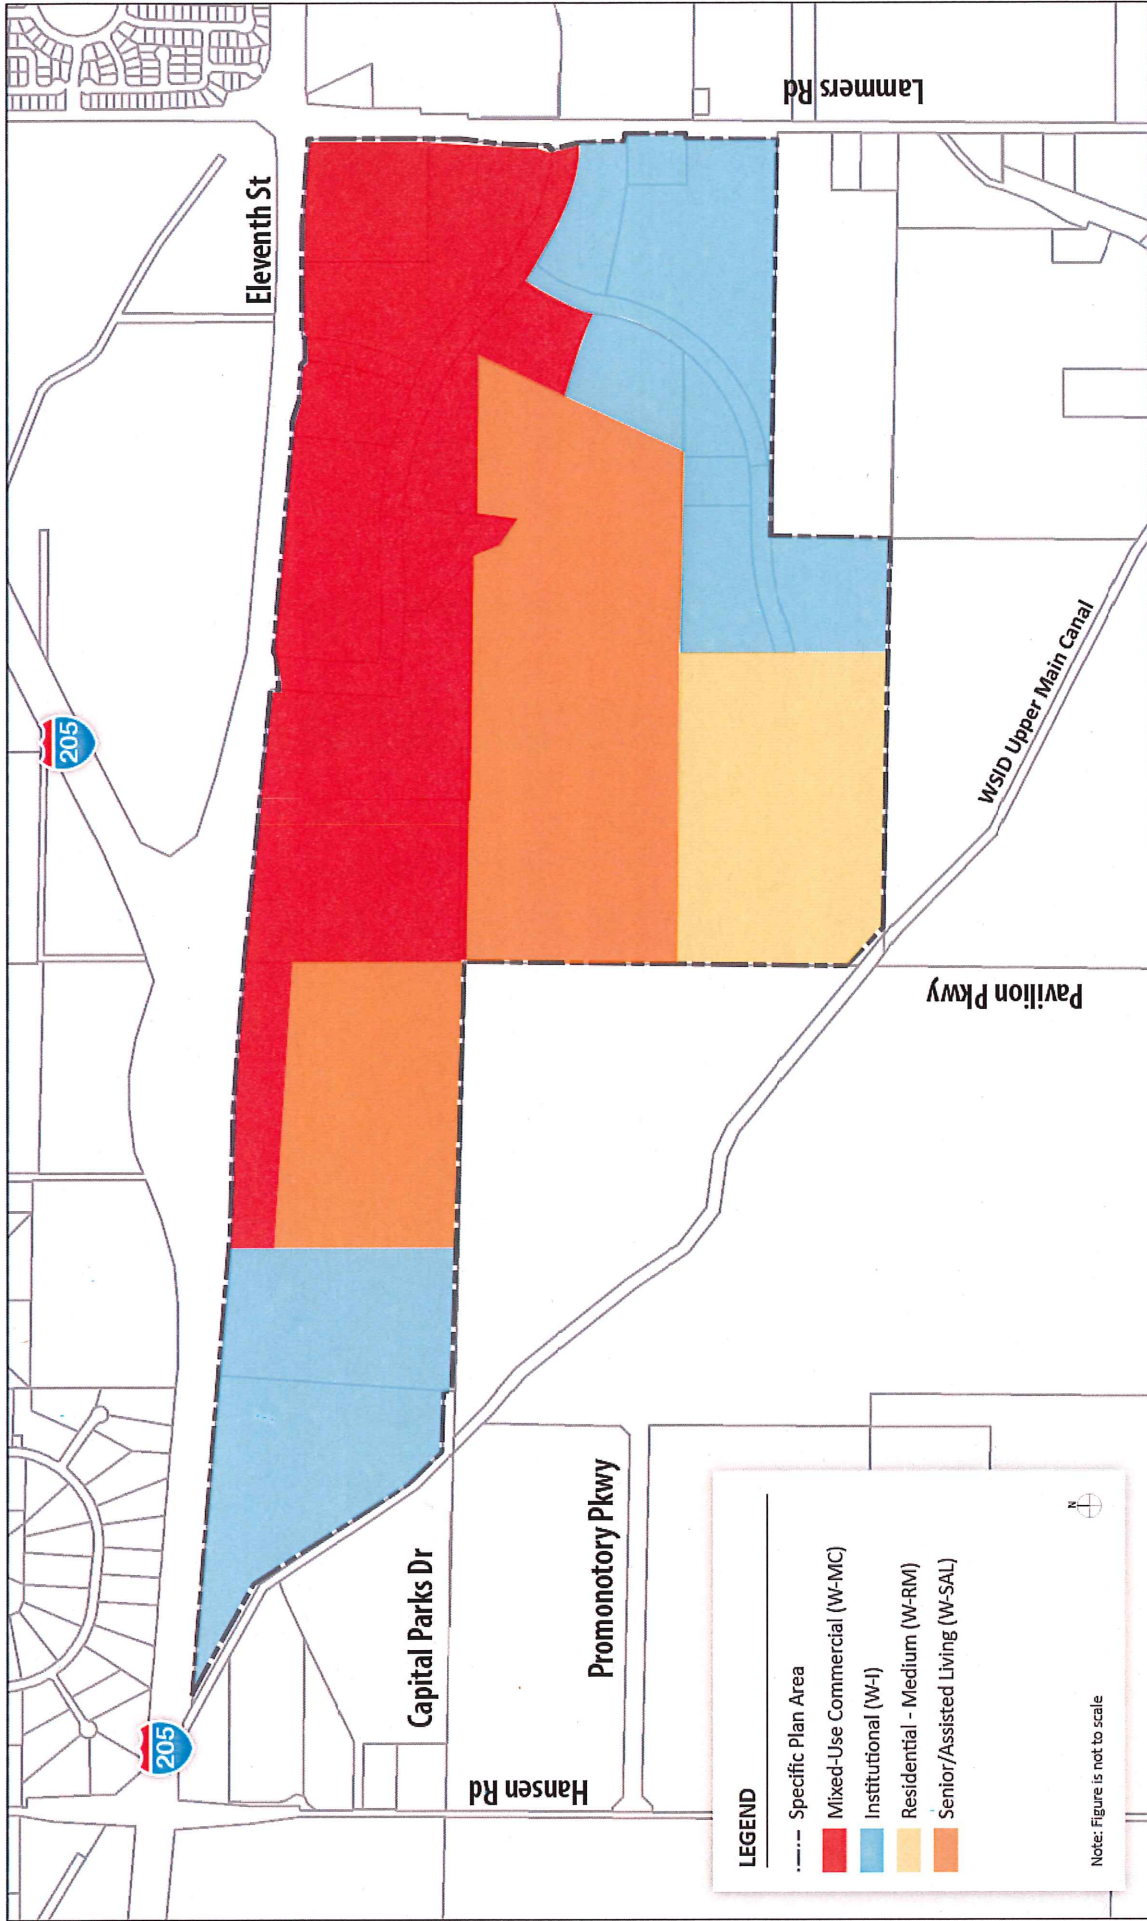 205
Eleventh St
205
Lammers Rd
Capital Parks Dr
Promonotory Pkwy
Hansen Rd
Pavilion Pkwy
WSID Upper Main Canal
LEGEND
Specific Plan Area
Mixed-Use Commercial (W-MC)
Institutional (W-I)
Residential - Medium (W-RM)
Senior/Assisted Living (W-SAL)
N
Note: Figure is not to scale